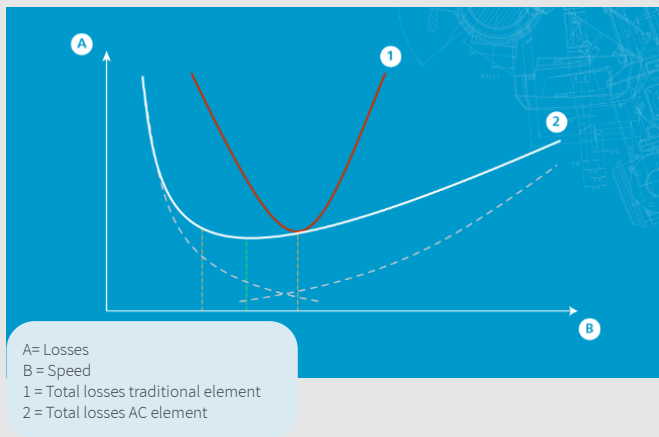 A
1
2
B
A= Losses
B = Speed
1 = Total losses traditional element
2 = Total losses AC element